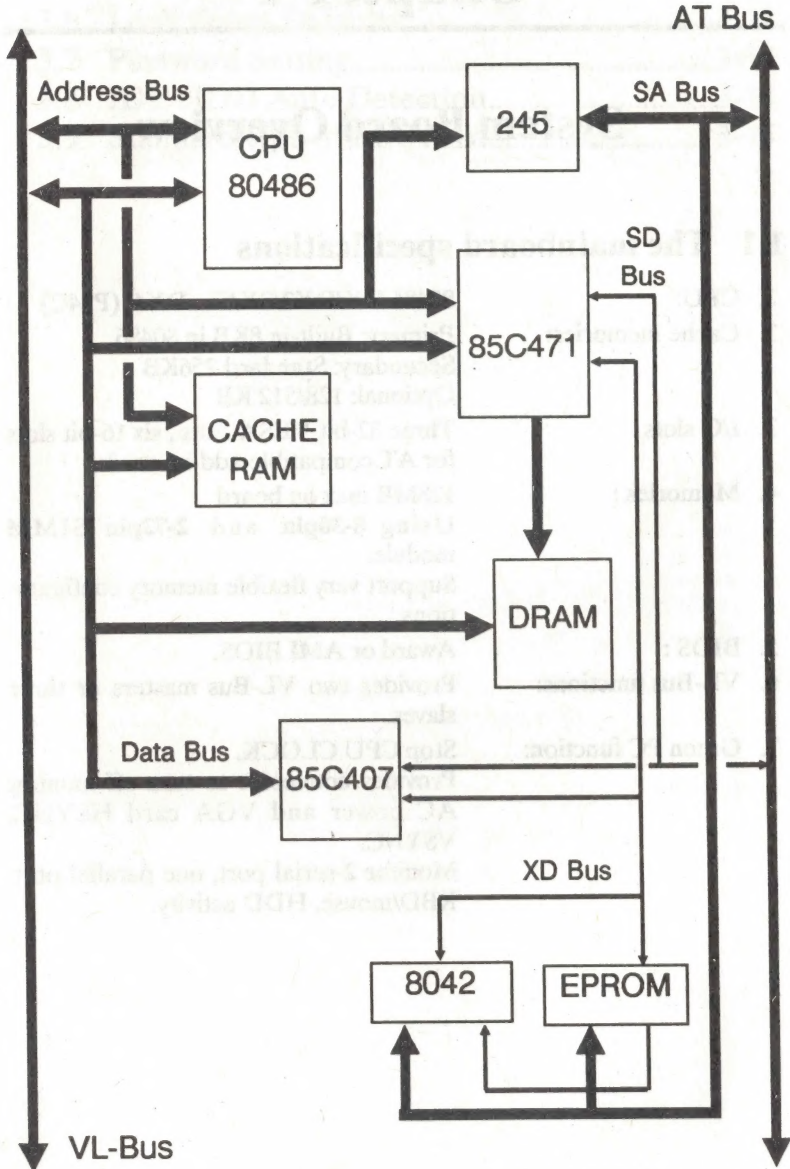 AT Bus
Address Bus
245
SA Bus
CPU
80486
SD
Bus
85C471
CACHE
RAM
DRAM
Data Bus
85C407
XD Bus
8042
EPROM
VL-Bus